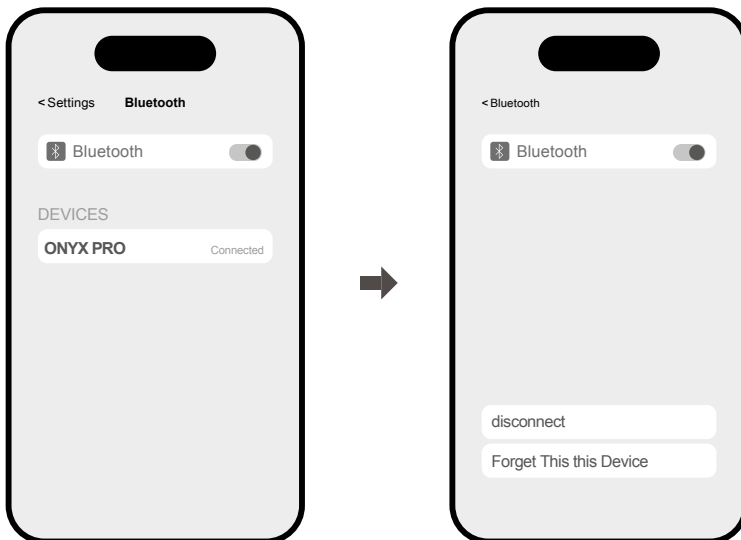 < Settings Bluetooth
Bluetooth
DEVICES
ONYX PRO Connected
< Bluetooth
Bluetooth
disconnect
Forget This this Device